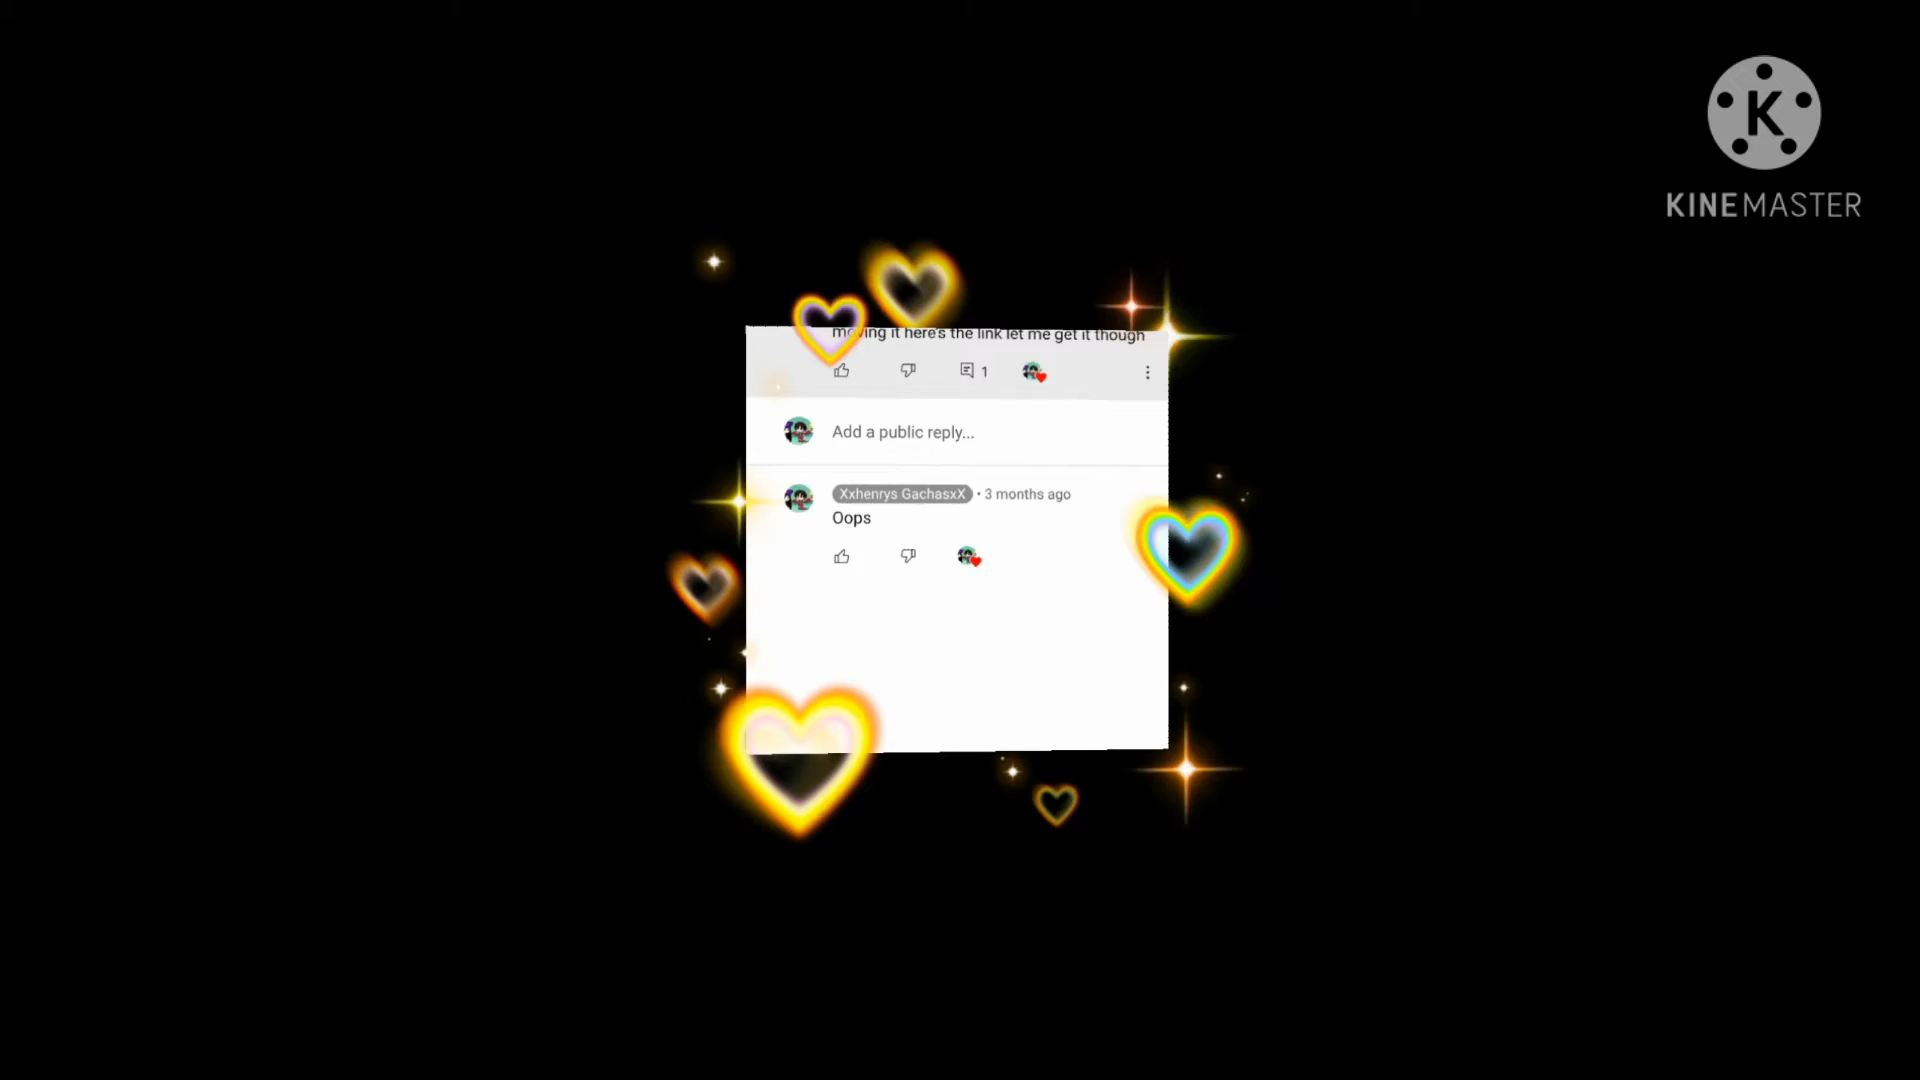 K
KINEMASTER
moving it here's the link let me get it though
1
Add a public reply...
Xxhenrys GachasxX • 3 months ago
Oops